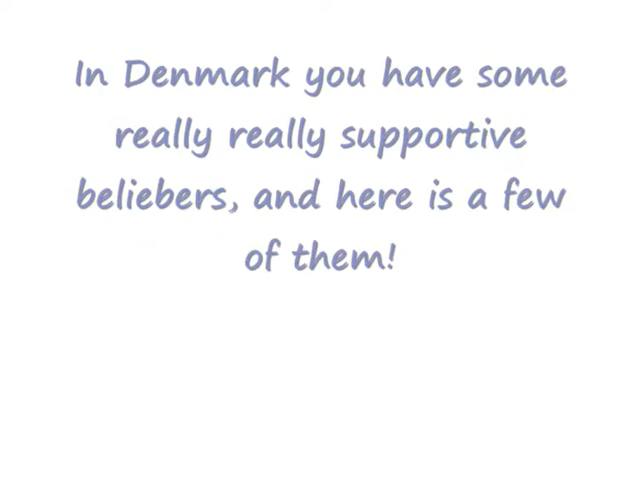 In Denmark you have some
really really supportive
beliebers, and here is a few
of them!